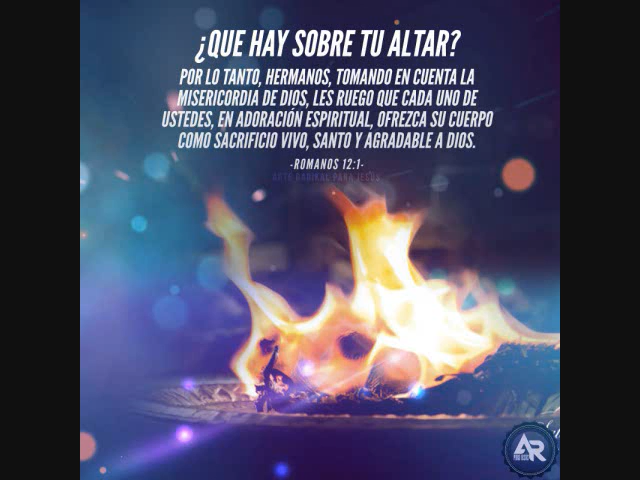 ¿QUE HAY SOBRE TU ALTAR?
POR LO TANTO, HERMANOS, TOMANDO EN CUENTA LA
MISERICORDIA DE DIOS, LES RUEGO QUE CADA UNO DE
USTEDES, EN ADORACIÓN ESPIRITUAL, OFREZCA SU CUERPO
COMO SACRIFICIO VIVO, SANTO Y AGRADABLE A DIOS.
-ROMANOS 12:1-
ARTE RADIKAL PARA JESUS
AR